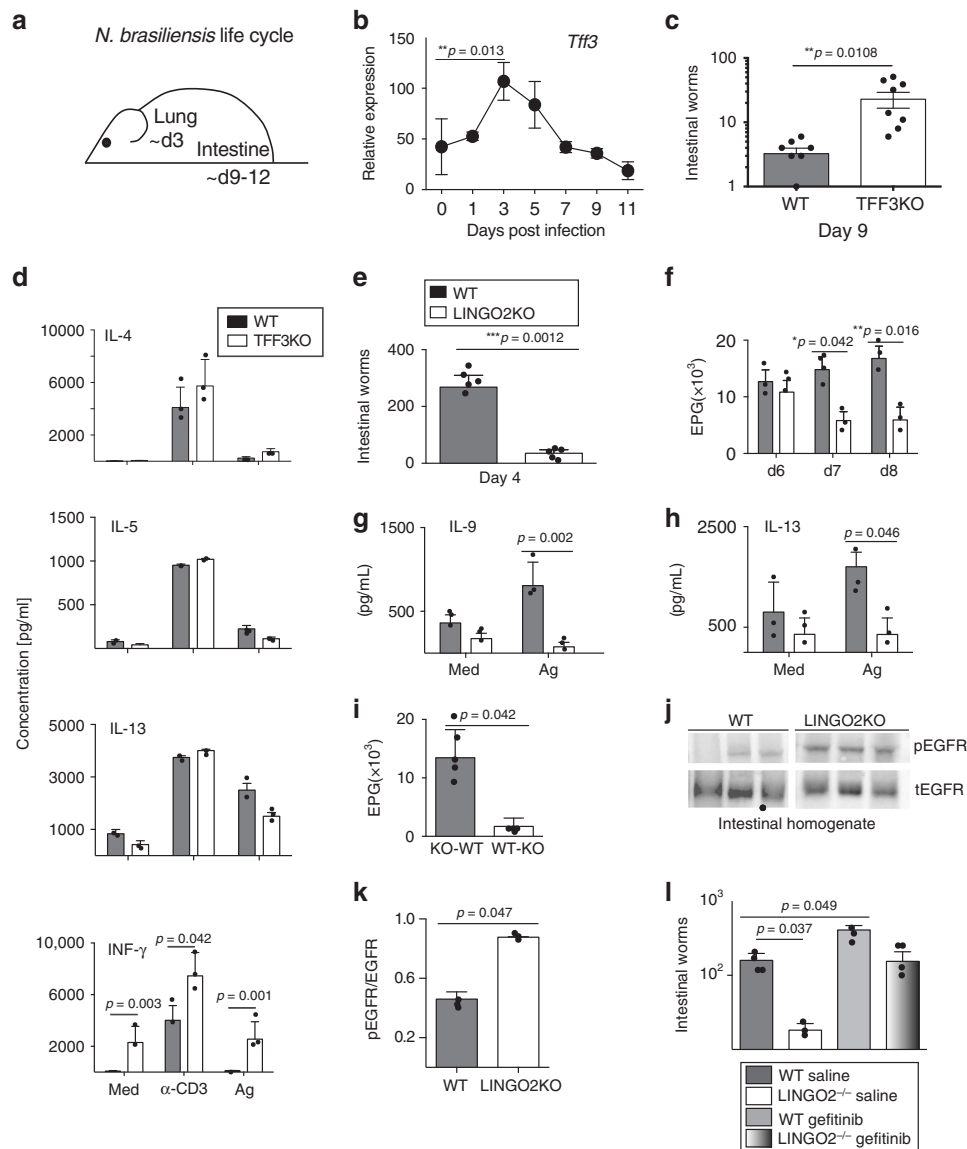 a
N. brasiliensis life cycle
Lung
~d3
Intestine
~d9-12
b
Tff3
**p = 0.013
Relative expression
150
100
50
0
0 1 3 5 7 9 11
Days post infection
c
**p = 0.0108
Intestinal worms
100
10
1
WT TFF3KO
Day 9
d
WT
TFF3KO
Concentration [pg/ml]
IL-4
10000
6000
2000
IL-5
1500
1000
500
IL-13
5000
3000
1000
INF-γ
10,000
6000
2000
p = 0.003
p = 0.042
p = 0.001
Med α-CD3 Ag
e
WT
LINGO2KO
***p = 0.0012
Intestinal worms
400
200
0
Day 4
f
*p = 0.042
**p = 0.016
EPG(×10³)
20
10
0
d6 d7 d8
g
IL-9
p = 0.002
(pg/mL)
1500
500
Med Ag
h
IL-13
p = 0.046
(pg/mL)
2500
500
Med Ag
i
p = 0.042
EPG(×10³)
20
10
0
KO-WT WT-KO
j
WT LINGO2KO
pEGFR
tEGFR
Intestinal homogenate
k
p = 0.047
pEGFR/EGFR
1.0
0.6
0.2
WT LINGO2KO
l
p = 0.049
p = 0.037
Intestinal worms
10³
10²
WT saline
LINGO2⁻/⁻ saline
WT gefitinib
LINGO2⁻/⁻ gefitinib